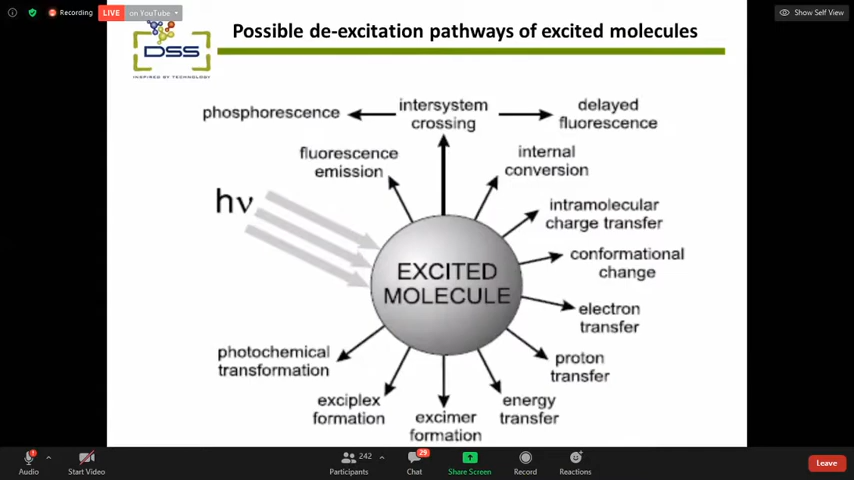 Recording
LIVE
on YouTube
Show Self View
Possible de-excitation pathways of excited molecules
DSS
INSPIRED BY TECHNOLOGY
phosphorescence
intersystem
crossing
delayed
fluorescence
fluorescence
emission
internal
conversion
hν
intramolecular
charge transfer
conformational
change
EXCITED
MOLECULE
electron
transfer
photochemical
transformation
proton
transfer
exciplex
formation
excimer
formation
energy
transfer
Audio
Start Video
242
Participants
29
Chat
Share Screen
Record
Reactions
Leave